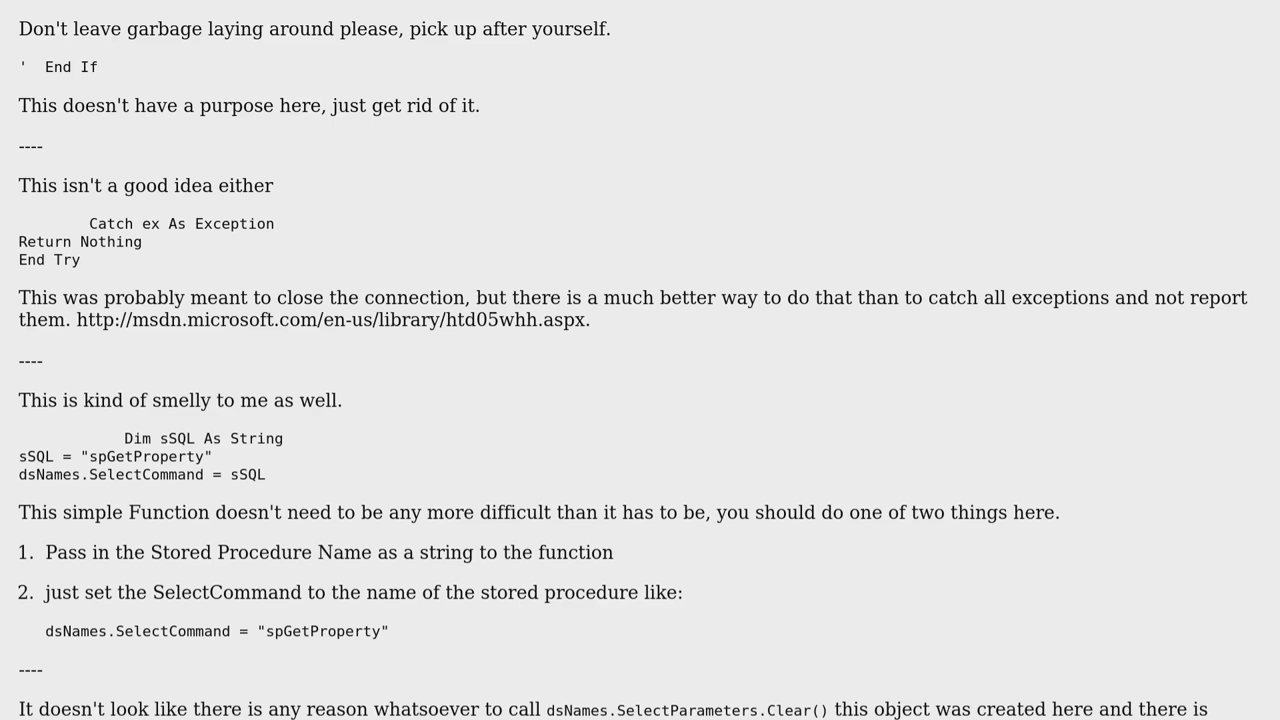 Don't leave garbage laying around please, pick up after yourself.
'  End If
This doesn't have a purpose here, just get rid of it.
----
This isn't a good idea either
        Catch ex As Exception
Return Nothing
End Try
This was probably meant to close the connection, but there is a much better way to do that than to catch all exceptions and not report
them. http://msdn.microsoft.com/en-us/library/htd05whh.aspx.
----
This is kind of smelly to me as well.
            Dim sSQL As String
sSQL = "spGetProperty"
dsNames.SelectCommand = sSQL
This simple Function doesn't need to be any more difficult than it has to be, you should do one of two things here.
1. Pass in the Stored Procedure Name as a string to the function
2. just set the SelectCommand to the name of the stored procedure like:
dsNames.SelectCommand = "spGetProperty"
----
It doesn't look like there is any reason whatsoever to call dsNames.SelectParameters.Clear() this object was created here and there is